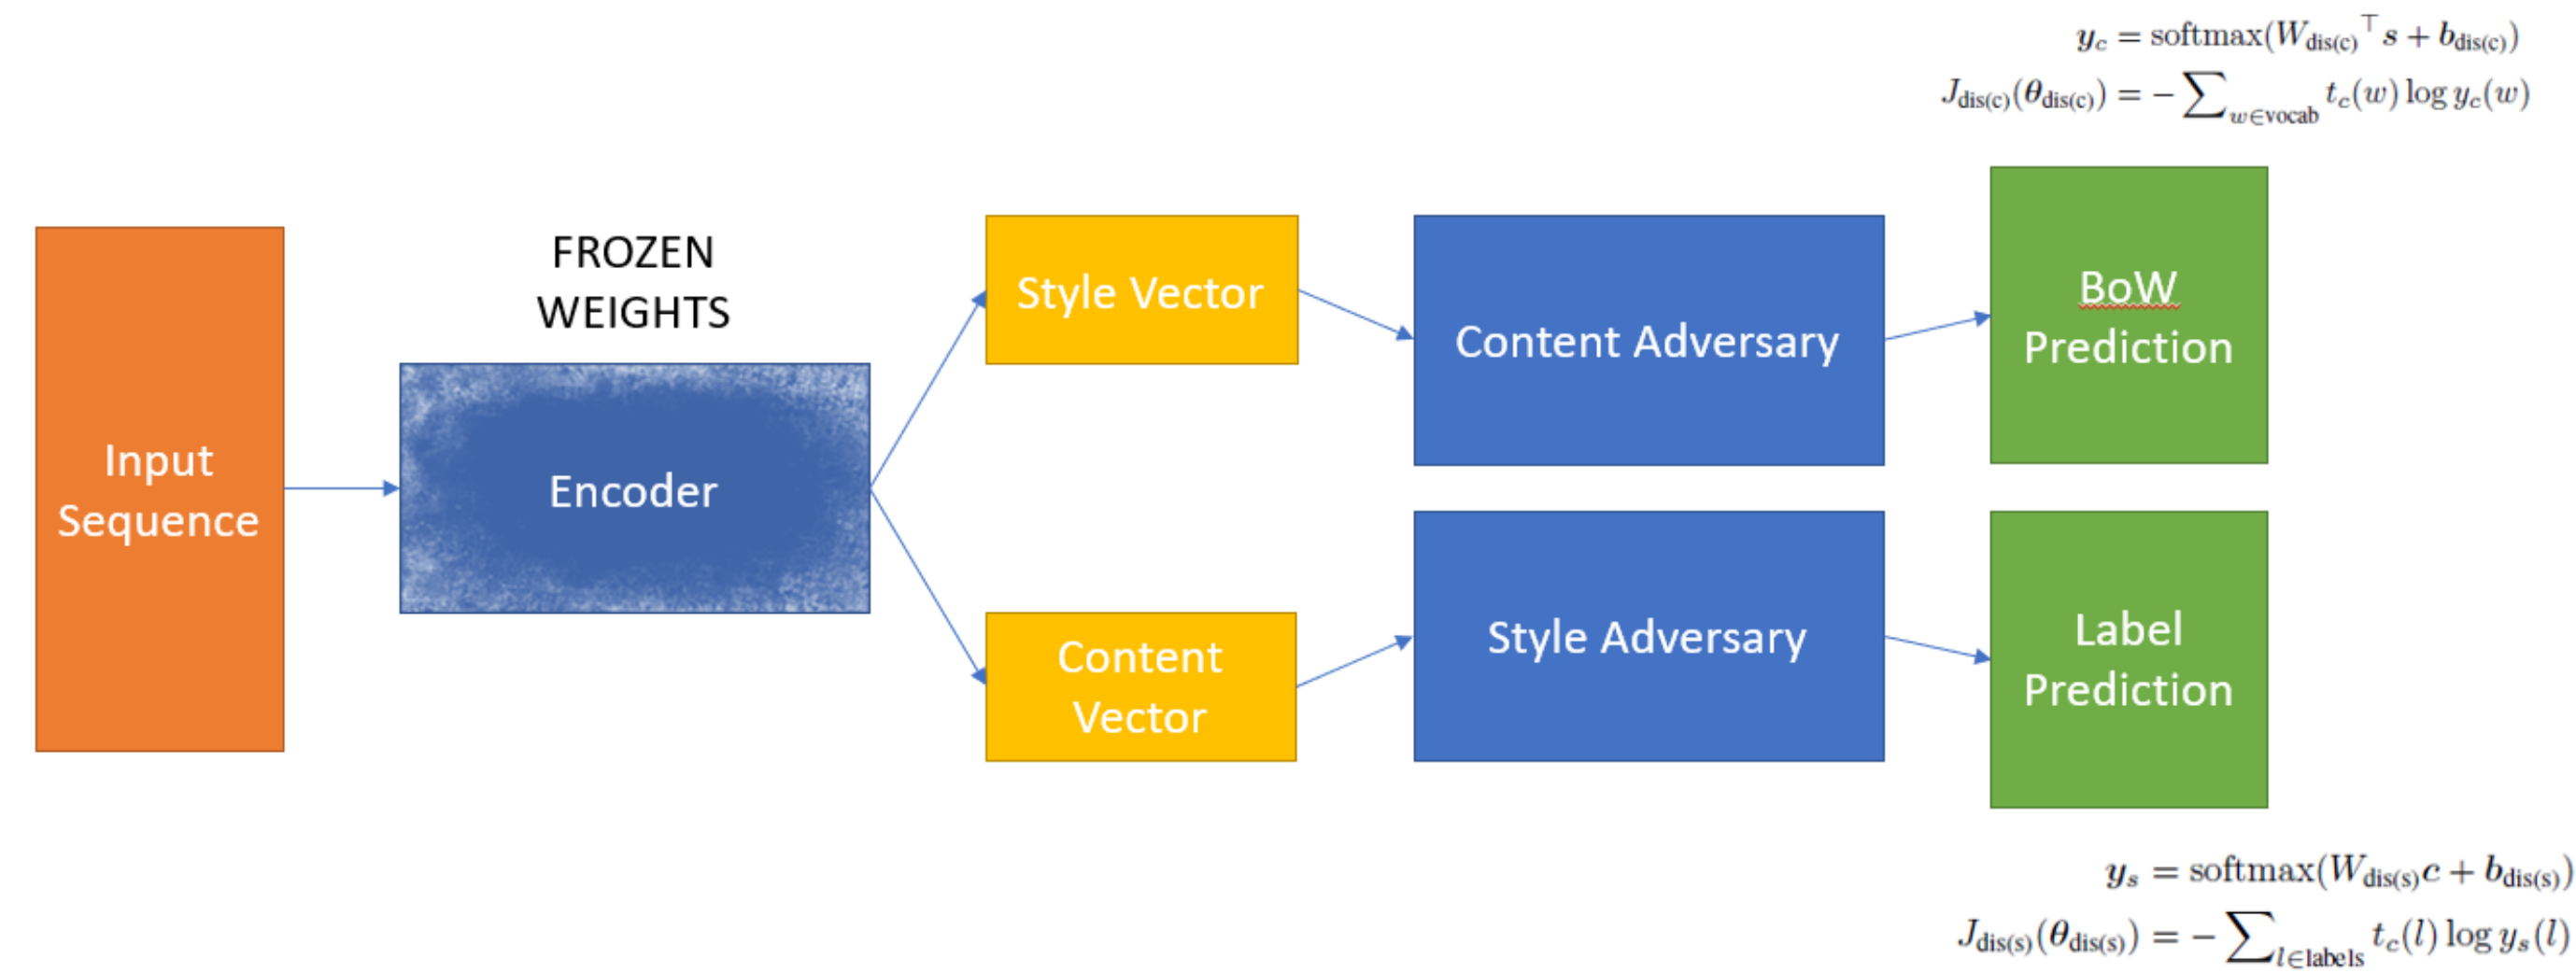 y_c = softmax(W_dis(c)^⊤ s + b_dis(c))
J_dis(c)(θ_dis(c)) = − ∑_{w∈vocab} t_c(w) log y_c(w)
FROZEN
WEIGHTS
Input
Sequence
Encoder
Style Vector
Content
Vector
Content Adversary
Style Adversary
BoW
Prediction
Label
Prediction
y_s = softmax(W_dis(s) c + b_dis(s))
J_dis(s)(θ_dis(s)) = − ∑_{l∈labels} t_c(l) log y_s(l)